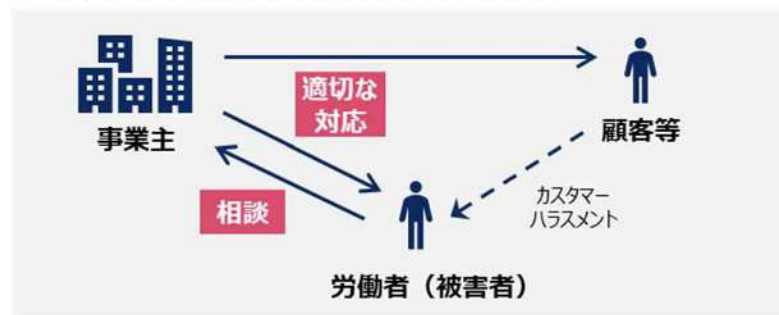 適切な
対応
事業主
顧客等
相談
カスタマー
ハラスメント
労働者（被害者）